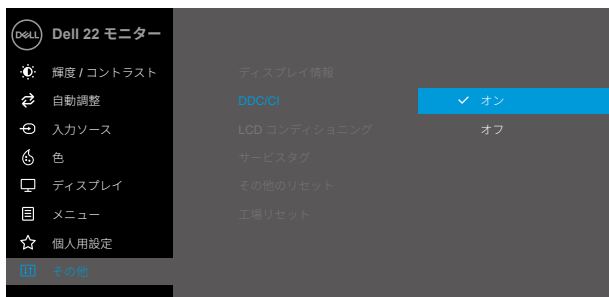 DELL Dell 22 モニター
輝度 / コントラスト
自動調整
入力ソース
色
ディスプレイ
メニュー
個人用設定
その他
ディスプレイ情報
DDC/CI
LCD コンディショニング
サービスタグ
その他のリセット
工場リセット
オン
オフ